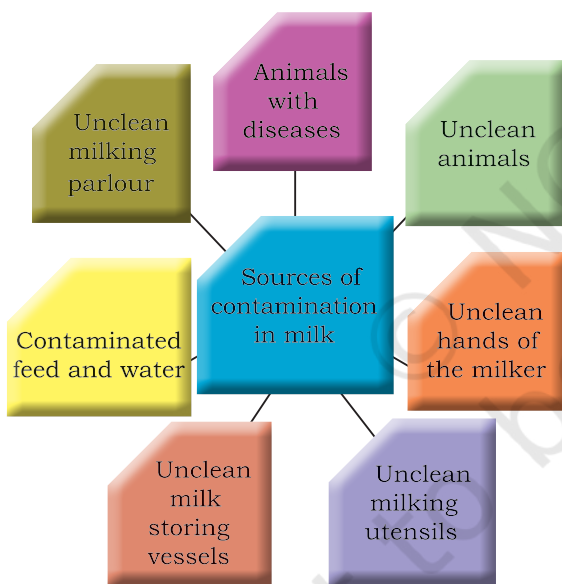 Animals
with
diseases
Unclean
animals
Unclean
hands of
the milker
Unclean
milking
utensils
Unclean
milk
storing
vessels
Contaminated
feed and water
Unclean
milking
parlour
Sources of
contamination
in milk